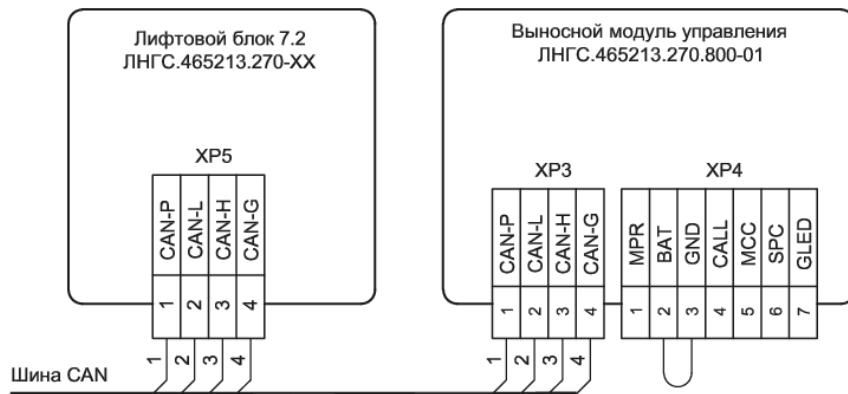 Лифтовой блок 7.2
ЛНГС.465213.270-XX
Выносной модуль управления
ЛНГС.465213.270.800-01
XP5
XP3
XP4
CAN-P
CAN-L
CAN-H
CAN-G
CAN-P
CAN-L
CAN-H
CAN-G
MPR
BAT
GND
CALL
MCC
SPC
GLED
1
2
3
4
1
2
3
4
1
2
3
4
5
6
7
1
2
3
4
1
2
3
4
Шина CAN